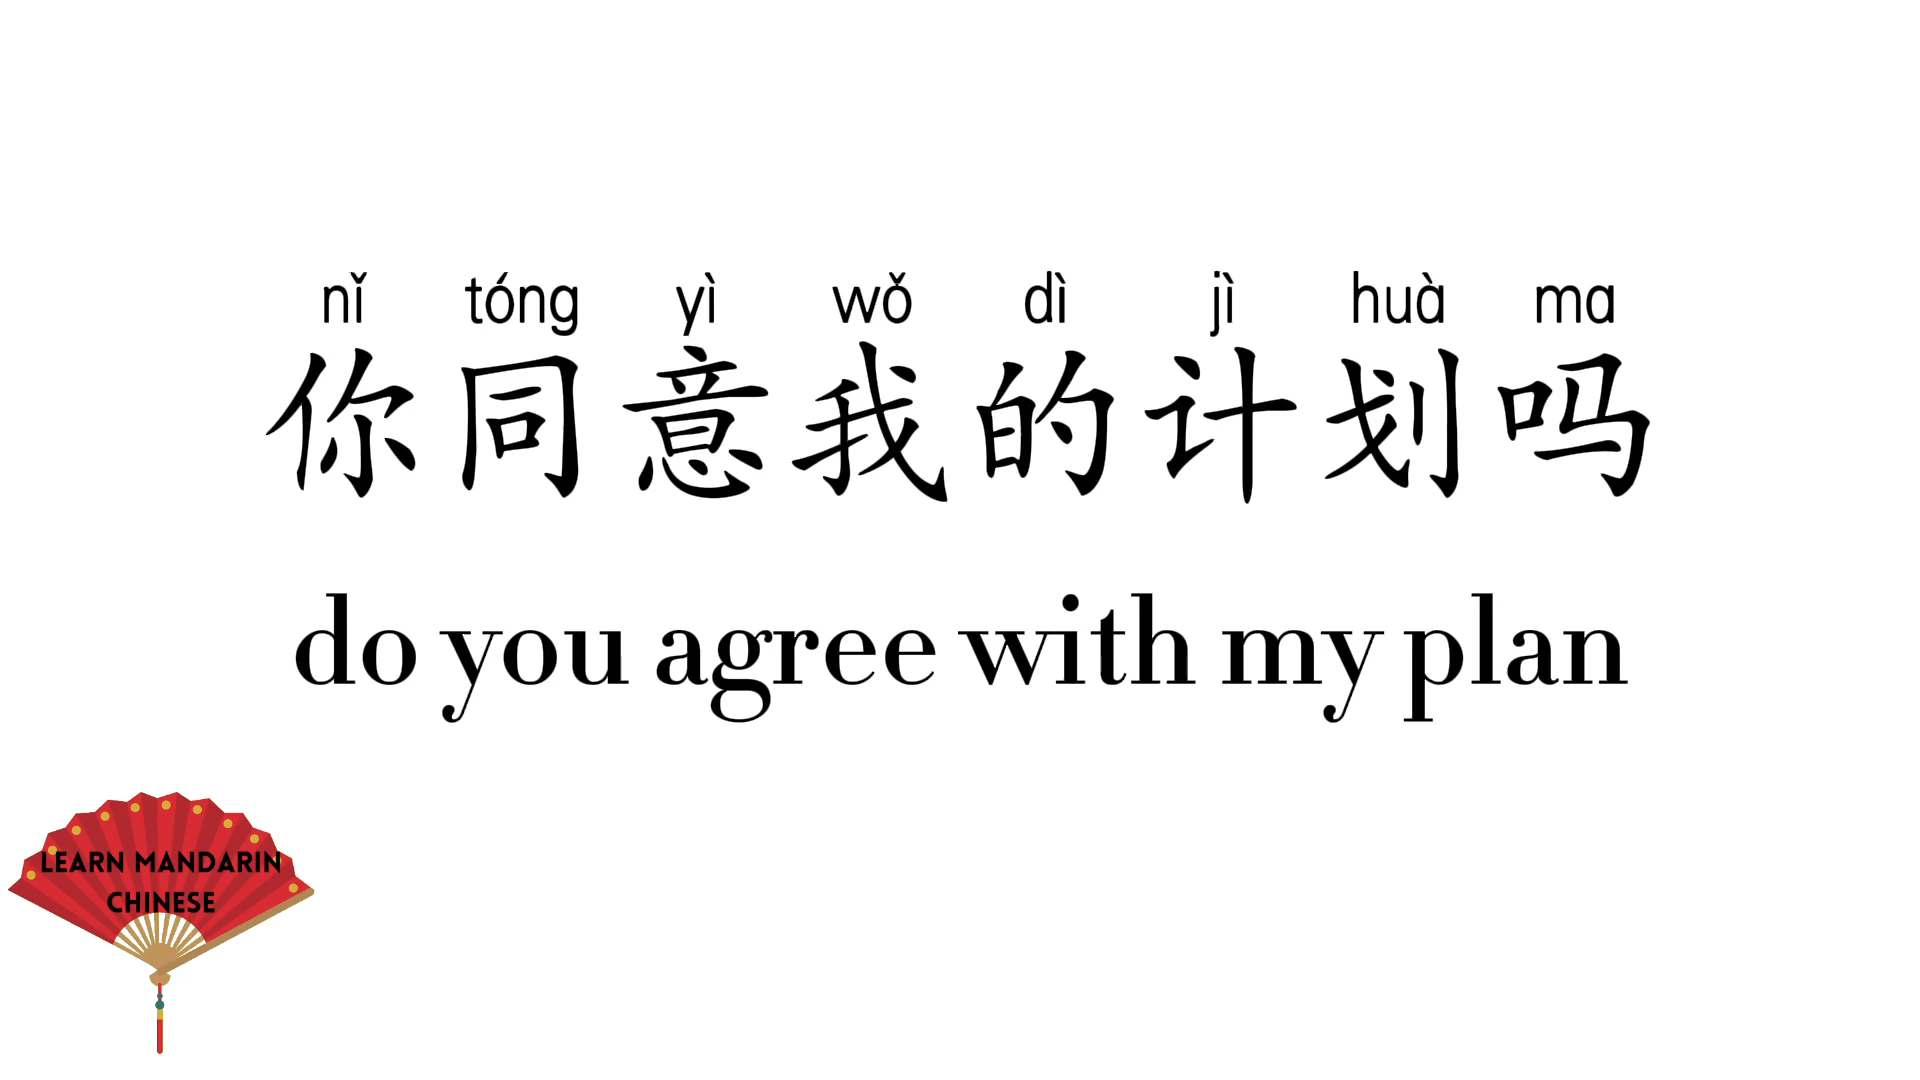 nǐ tóng yì wǒ dì jì huà ma
你同意我的计划吗
do you agree with my plan
LEARN MANDARIN
CHINESE